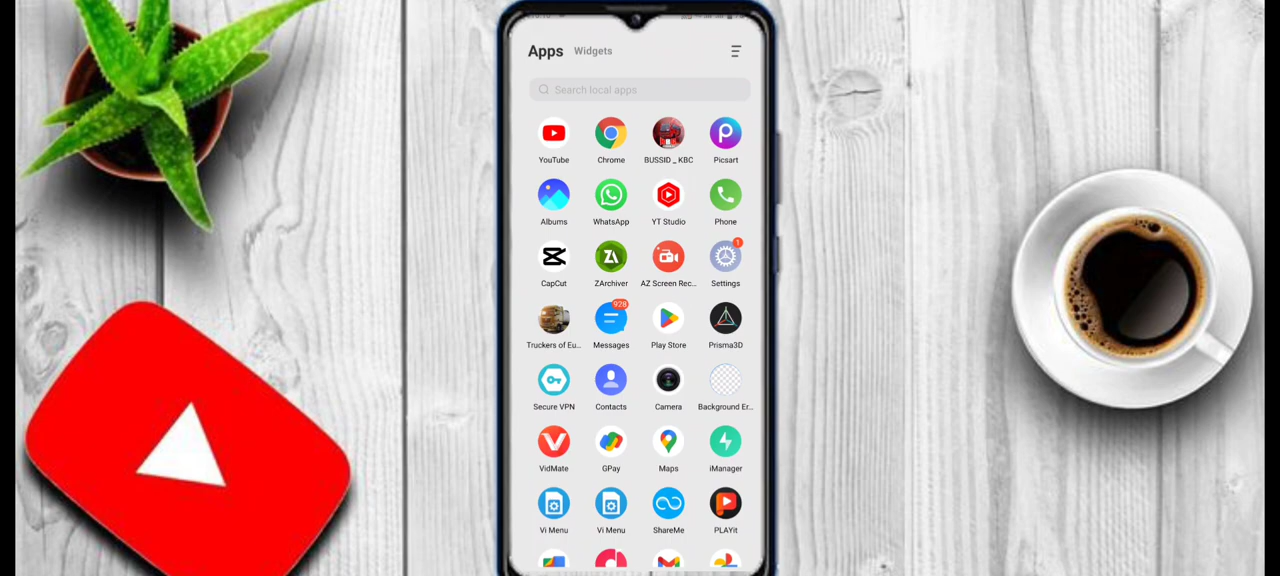 Apps Widgets
Search local apps
YouTube Chrome BUSSID _ KBC Picsart
Albums WhatsApp YT Studio Phone
1
CapCut ZArchiver AZ Screen Rec... Settings
928
Truckers of Eu... Messages Play Store Prisma3D
Secure VPN Contacts Camera Background Er...
VidMate GPay Maps iManager
Vi Menu Vi Menu ShareMe PLAYit